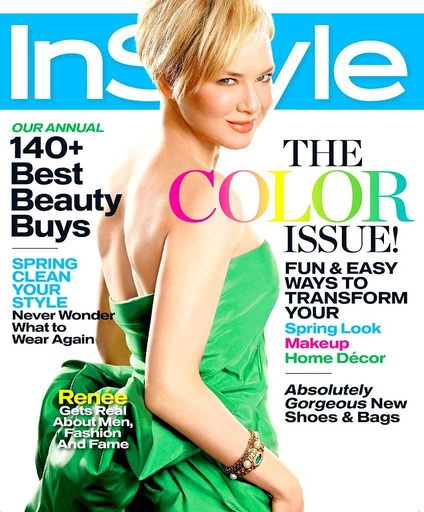 InStyle
OUR ANNUAL
140+
Best
Beauty
Buys
SPRING
CLEAN
YOUR
STYLE
Never Wonder
What to
Wear Again
THE
COLOR
ISSUE!
FUN & EASY
WAYS TO
TRANSFORM
YOUR
Spring Look
Makeup
Home Décor
Absolutely
Gorgeous New
Shoes & Bags
Renée
Gets Real
About Men,
Fashion
And Fame